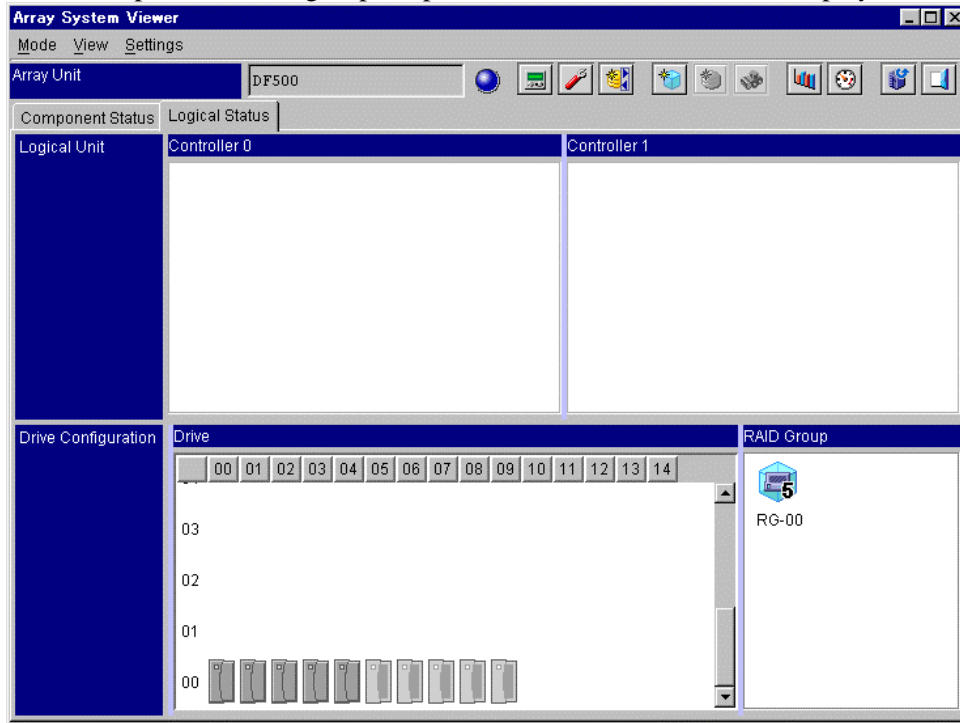 Array System Viewer
Mode View Settings
Array Unit DF500
Component Status Logical Status
Logical Unit Controller 0 Controller 1
Drive Configuration Drive RAID Group
00 01 02 03 04 05 06 07 08 09 10 11 12 13 14
5
03 RG-00
02
01
00